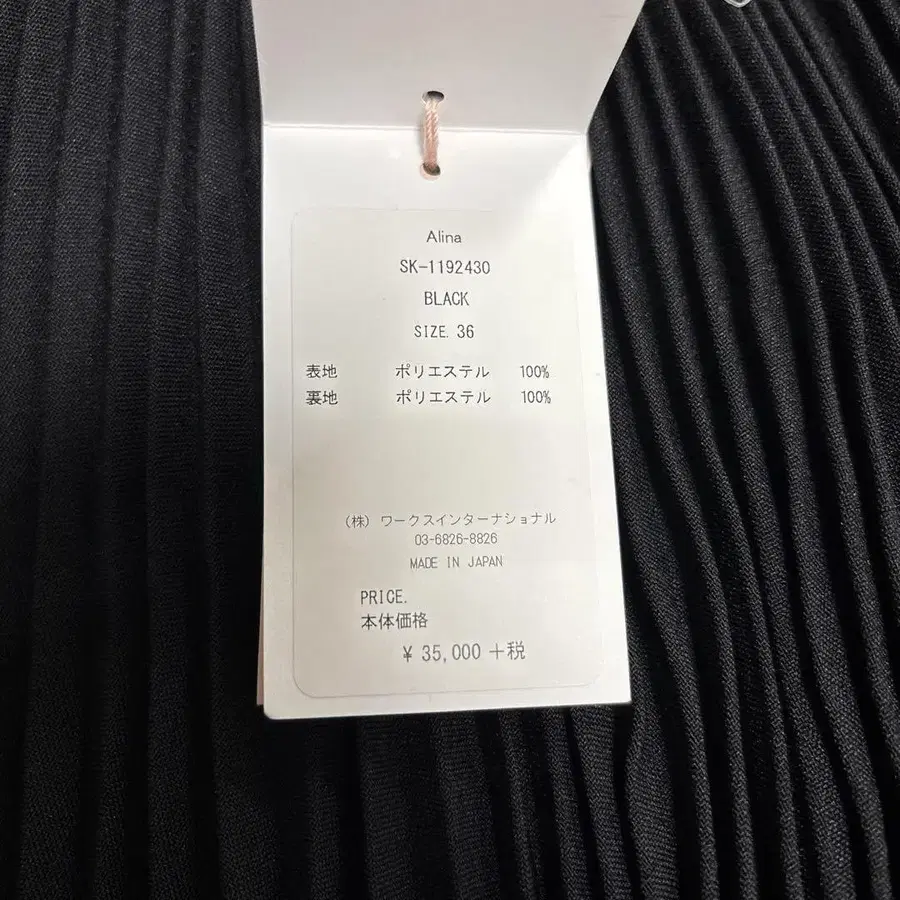 Alina
SK-1192430
BLACK
SIZE. 36
表地 ポリエステル 100%
裏地 ポリエステル 100%
(株) ワークスインターナショナル
03-6826-8826
MADE IN JAPAN
PRICE.
本体価格
¥ 35,000 +税